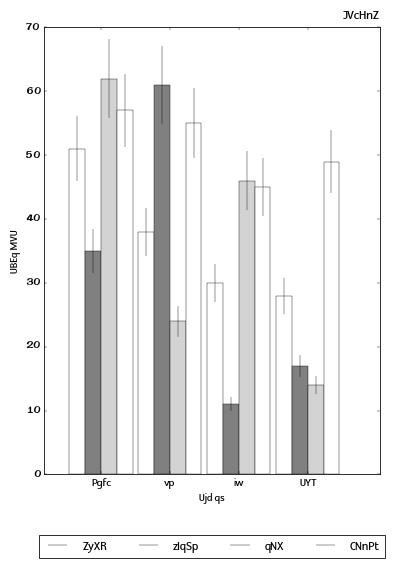 JVcHnZ
70
60
50
40
30
20
10
0
UBEq MVU
Pgfc vp iw UYT
Ujd qs
ZyXR zlqSp qNX CNnPt